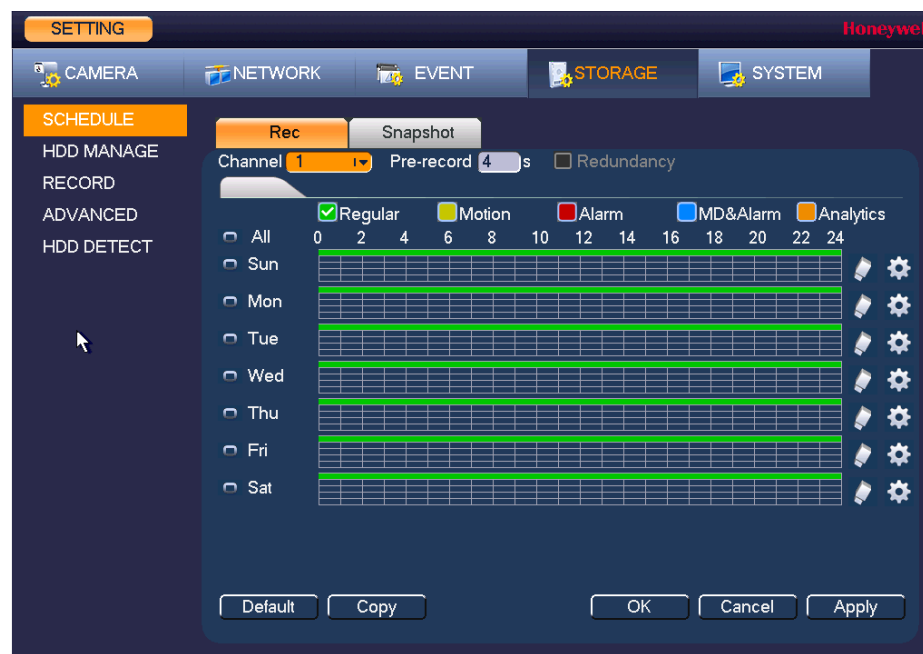 SETTING
Honeywel
CAMERA NETWORK EVENT STORAGE SYSTEM
SCHEDULE
HDD MANAGE
RECORD
ADVANCED
HDD DETECT
Rec Snapshot
Channel 1 Pre-record 4 s Redundancy
Regular Motion Alarm MD&Alarm Analytics
All 0 2 4 6 8 10 12 14 16 18 20 22 24
Sun
Mon
Tue
Wed
Thu
Fri
Sat
Default Copy OK Cancel Apply